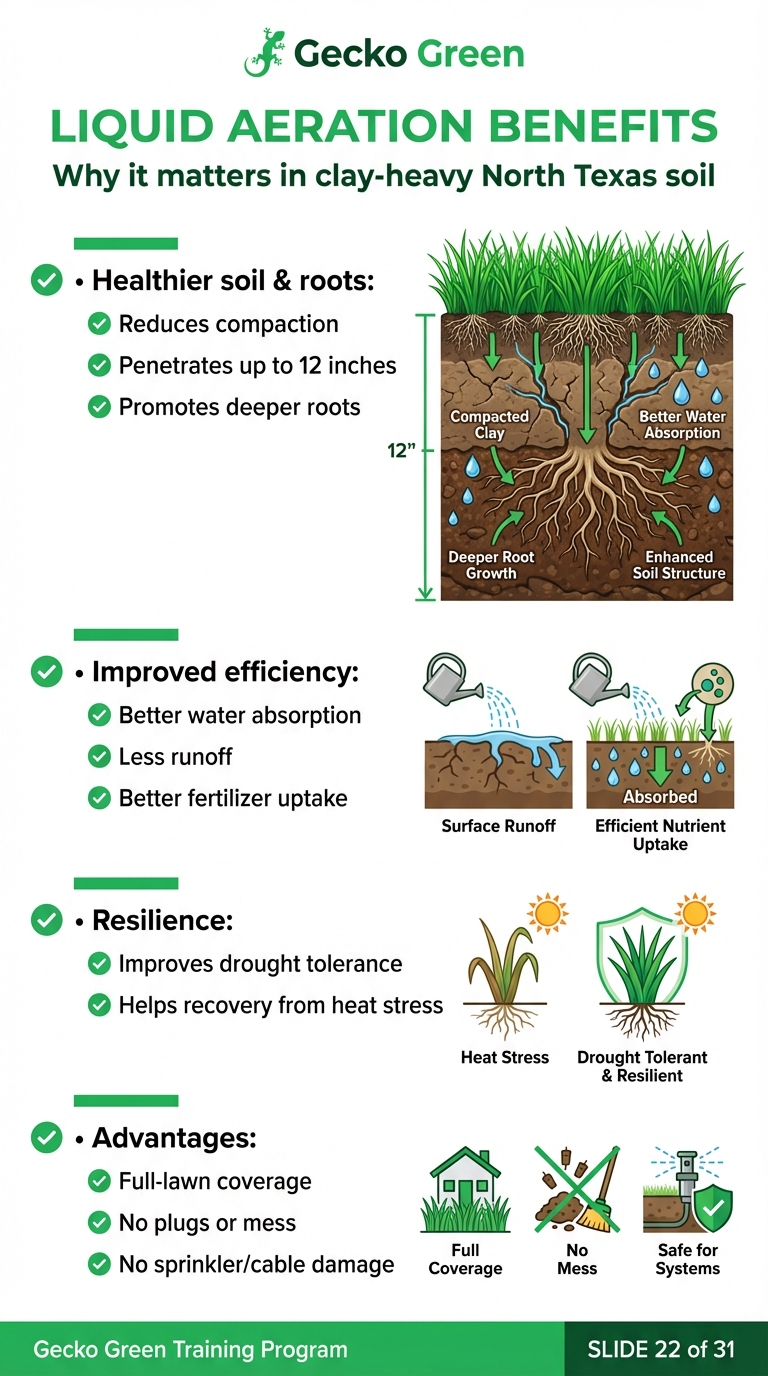 Gecko Green
LIQUID AERATION BENEFITS
Why it matters in clay-heavy North Texas soil
• Healthier soil & roots:
Reduces compaction
Penetrates up to 12 inches
Promotes deeper roots
12”
Compacted
Clay
Better Water
Absorption
Deeper Root
Growth
Enhanced
Soil Structure
• Improved efficiency:
Better water absorption
Less runoff
Better fertilizer uptake
Surface Runoff
Absorbed
Efficient Nutrient
Uptake
• Resilience:
Improves drought tolerance
Helps recovery from heat stress
Heat Stress
Drought Tolerant
& Resilient
• Advantages:
Full-lawn coverage
No plugs or mess
No sprinkler/cable damage
Full
Coverage
No
Mess
Safe for
Systems
Gecko Green Training Program
SLIDE 22 of 31